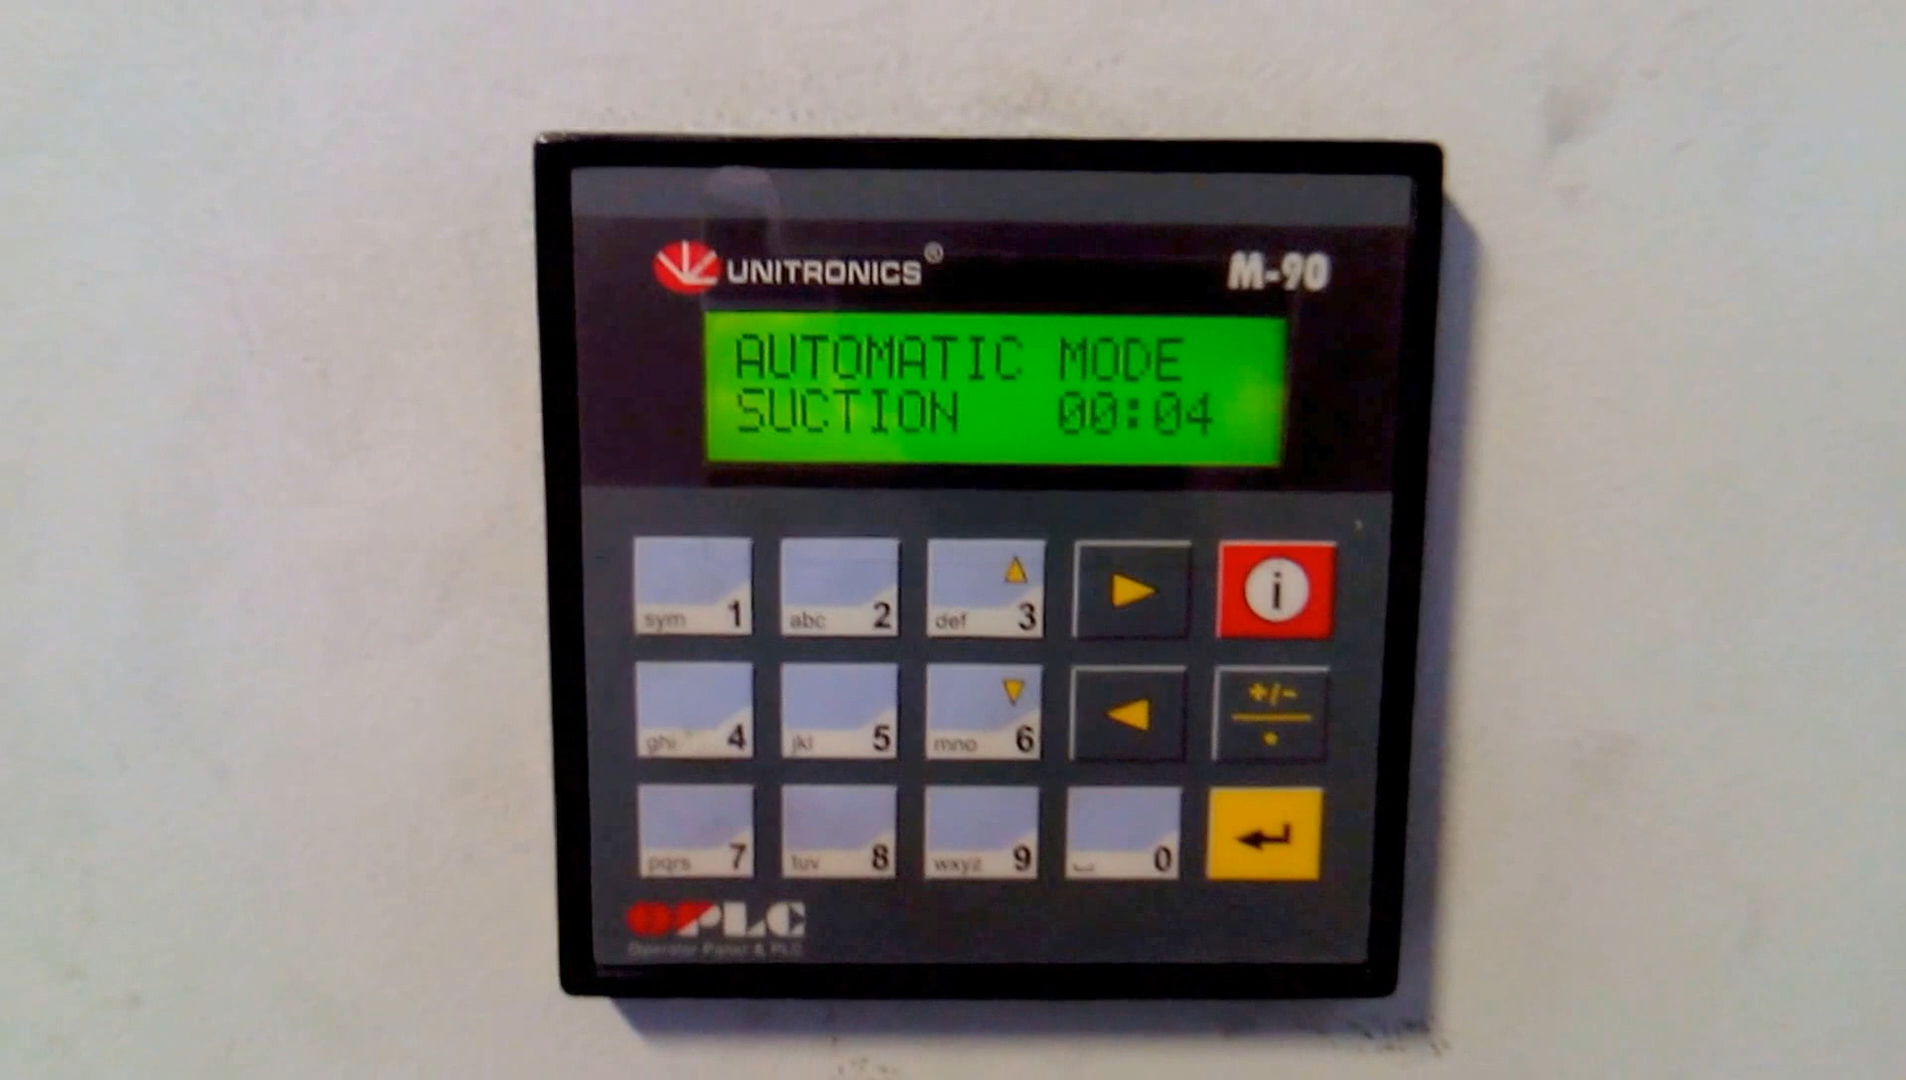 UNITRONICS®
M-90
AUTOMATIC MODE
SUCTION 00:04
sym 1
abc 2
def 3
i
ghi 4
jkl 5
mno 6
+/-
pqrs 7
tuv 8
wxyz 9
0
OPLC
Operator Panel & PLC